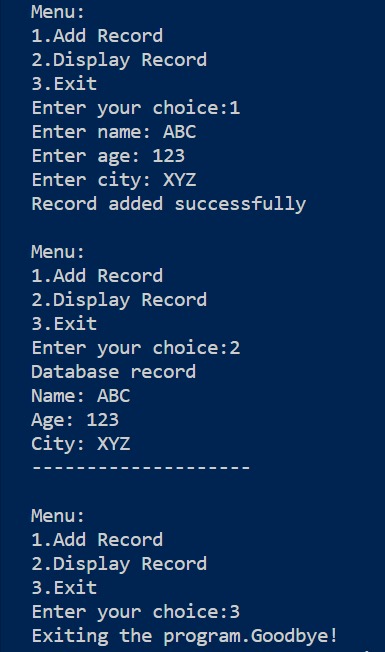 Menu:
1.Add Record
2.Display Record
3.Exit
Enter your choice:1
Enter name: ABC
Enter age: 123
Enter city: XYZ
Record added successfully
Menu:
1.Add Record
2.Display Record
3.Exit
Enter your choice:2
Database record
Name: ABC
Age: 123
City: XYZ
--------------------
Menu:
1.Add Record
2.Display Record
3.Exit
Enter your choice:3
Exiting the program.Goodbye!